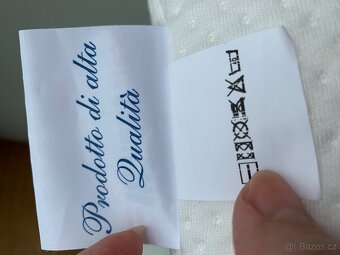 Prodotto di alta
Qualità
© Bazos.cz